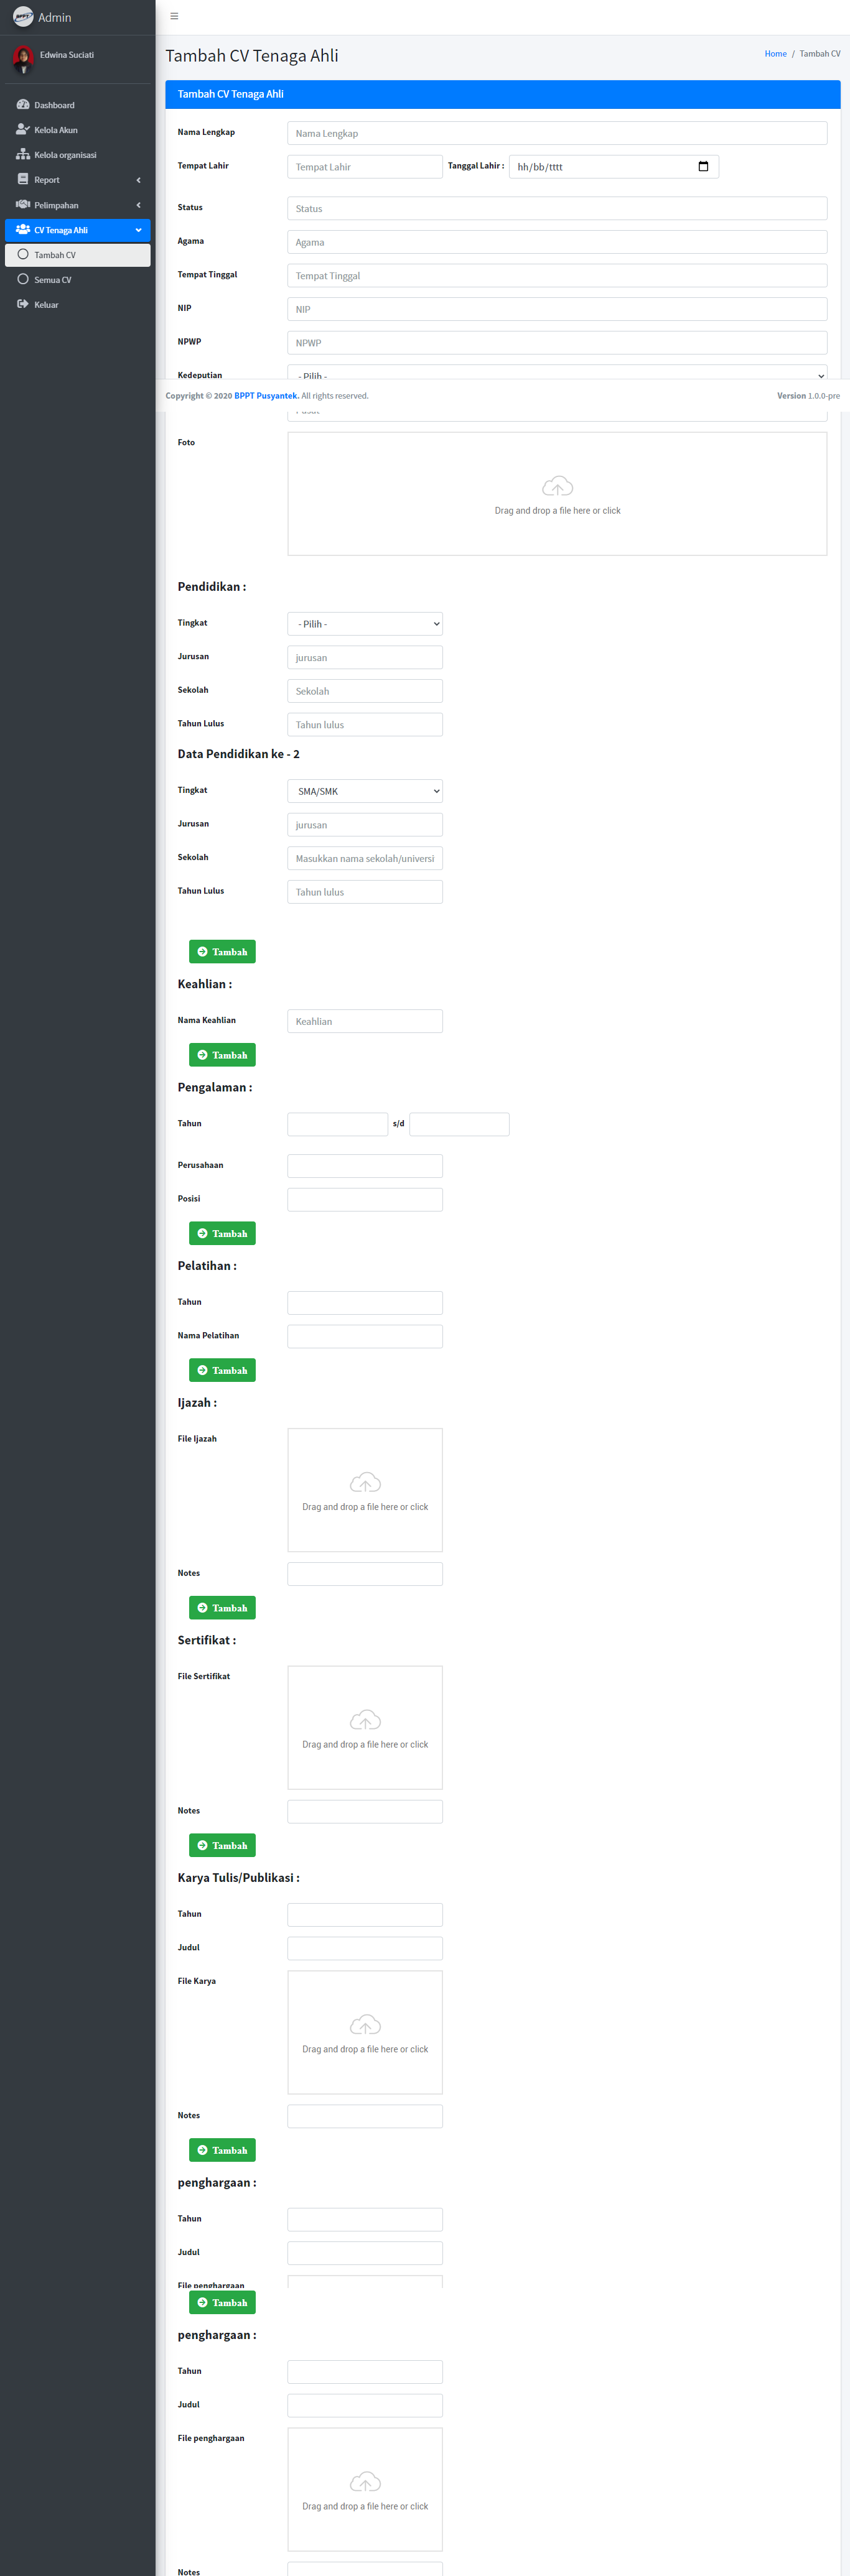 Admin
Edwina Suciati
Dashboard
Kelola Akun
Kelola organisasi
Report
Pelimpahan
CV Tenaga Ahli
Tambah CV
Semua CV
Keluar
Tambah CV Tenaga Ahli
Home / Tambah CV
Tambah CV Tenaga Ahli
Nama Lengkap Nama Lengkap
Tempat Lahir Tempat Lahir Tanggal Lahir : hh/bb/tttt
Status Status
Agama Agama
Tempat Tinggal Tempat Tinggal
NIP NIP
NPWP NPWP
Kedeputian - Pilih -
Copyright © 2020 BPPT Pusyantek. All rights reserved. Version 1.0.0-pre
Foto
Drag and drop a file here or click
Pendidikan :
Tingkat - Pilih -
Jurusan jurusan
Sekolah Sekolah
Tahun Lulus Tahun lulus
Data Pendidikan ke - 2
Tingkat SMA/SMK
Jurusan jurusan
Sekolah Masukkan nama sekolah/universi
Tahun Lulus Tahun lulus
Tambah
Keahlian :
Nama Keahlian Keahlian
Tambah
Pengalaman :
Tahun s/d
Perusahaan
Posisi
Tambah
Pelatihan :
Tahun
Nama Pelatihan
Tambah
Ijazah :
File Ijazah
Drag and drop a file here or click
Notes
Tambah
Sertifikat :
File Sertifikat
Drag and drop a file here or click
Notes
Tambah
Karya Tulis/Publikasi :
Tahun
Judul
File Karya
Drag and drop a file here or click
Notes
Tambah
penghargaan :
Tahun
Judul
File penghargaan
Tambah
penghargaan :
Tahun
Judul
File penghargaan
Drag and drop a file here or click
Notes